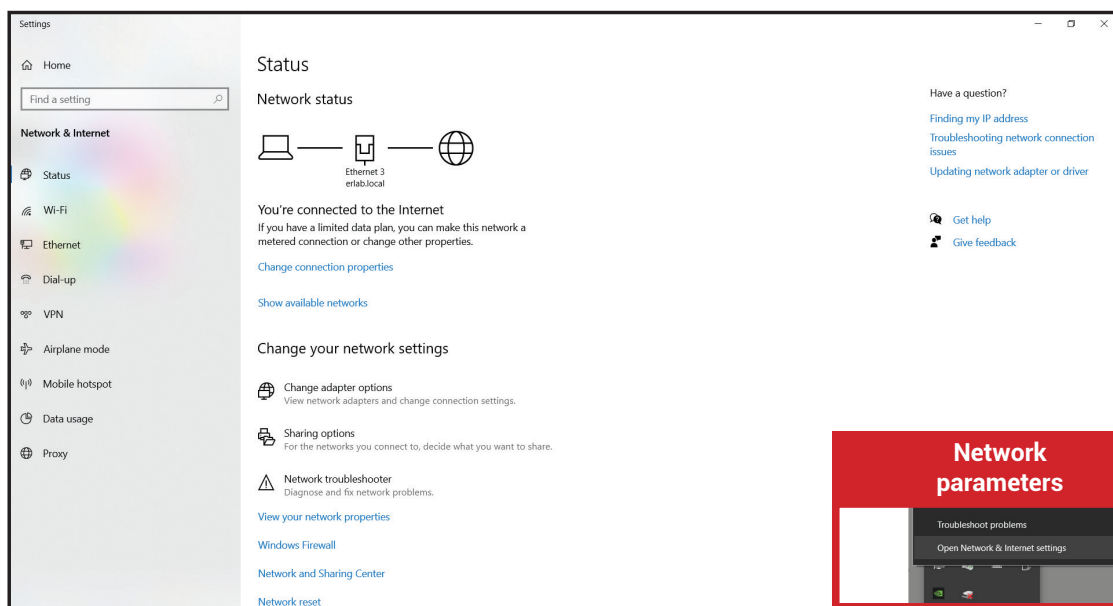 Settings
Home
Find a setting
Network & Internet
Status
Wi-Fi
Ethernet
Dial-up
VPN
Airplane mode
Mobile hotspot
Data usage
Proxy
Status
Network status
Ethernet 3
erlab.local
You're connected to the Internet
If you have a limited data plan, you can make this network a
metered connection or change other properties.
Change connection properties
Show available networks
Change your network settings
Change adapter options
View network adapters and change connection settings.
Sharing options
For the networks you connect to, decide what you want to share.
Network troubleshooter
Diagnose and fix network problems.
View your network properties
Windows Firewall
Network and Sharing Center
Network reset
Have a question?
Finding my IP address
Troubleshooting network connection
issues
Updating network adapter or driver
Get help
Give feedback
Network
parameters
Troubleshoot problems
Open Network & Internet settings